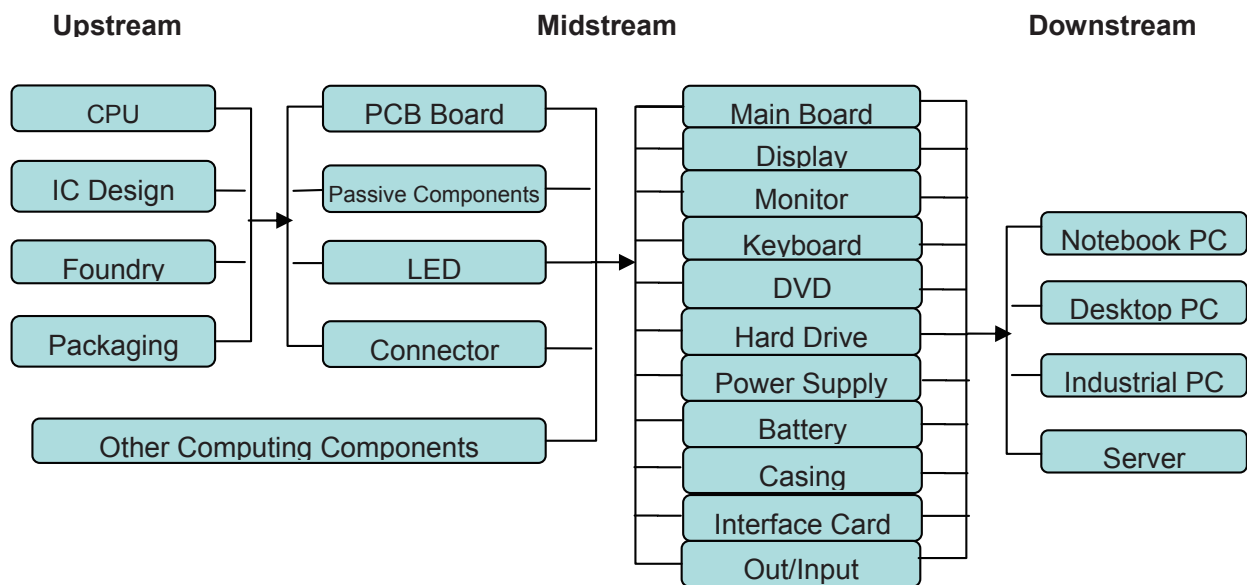 Upstream
Midstream
Downstream
CPU
IC Design
Foundry
Packaging
PCB Board
Passive Components
LED
Connector
Other Computing Components
Main Board
Display
Monitor
Keyboard
DVD
Hard Drive
Power Supply
Battery
Casing
Interface Card
Out/Input
Notebook PC
Desktop PC
Industrial PC
Server